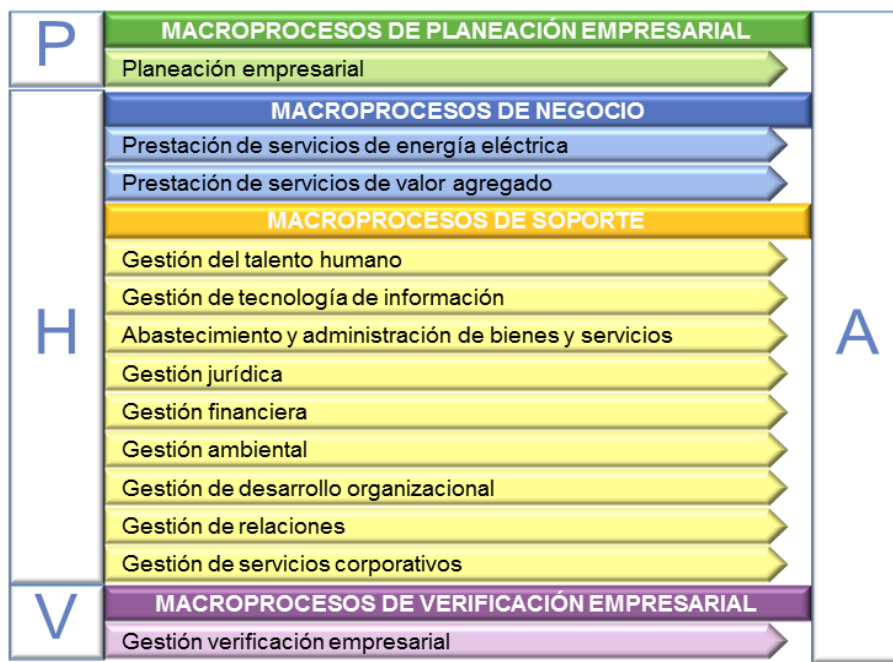 P
MACROPROCESOS DE PLANEACIÓN EMPRESARIAL
Planeación empresarial
H
MACROPROCESOS DE NEGOCIO
Prestación de servicios de energía eléctrica
Prestación de servicios de valor agregado
MACROPROCESOS DE SOPORTE
Gestión del talento humano
Gestión de tecnología de información
Abastecimiento y administración de bienes y servicios
Gestión jurídica
Gestión financiera
Gestión ambiental
Gestión de desarrollo organizacional
Gestión de relaciones
Gestión de servicios corporativos
V
MACROPROCESOS DE VERIFICACIÓN EMPRESARIAL
Gestión verificación empresarial
A